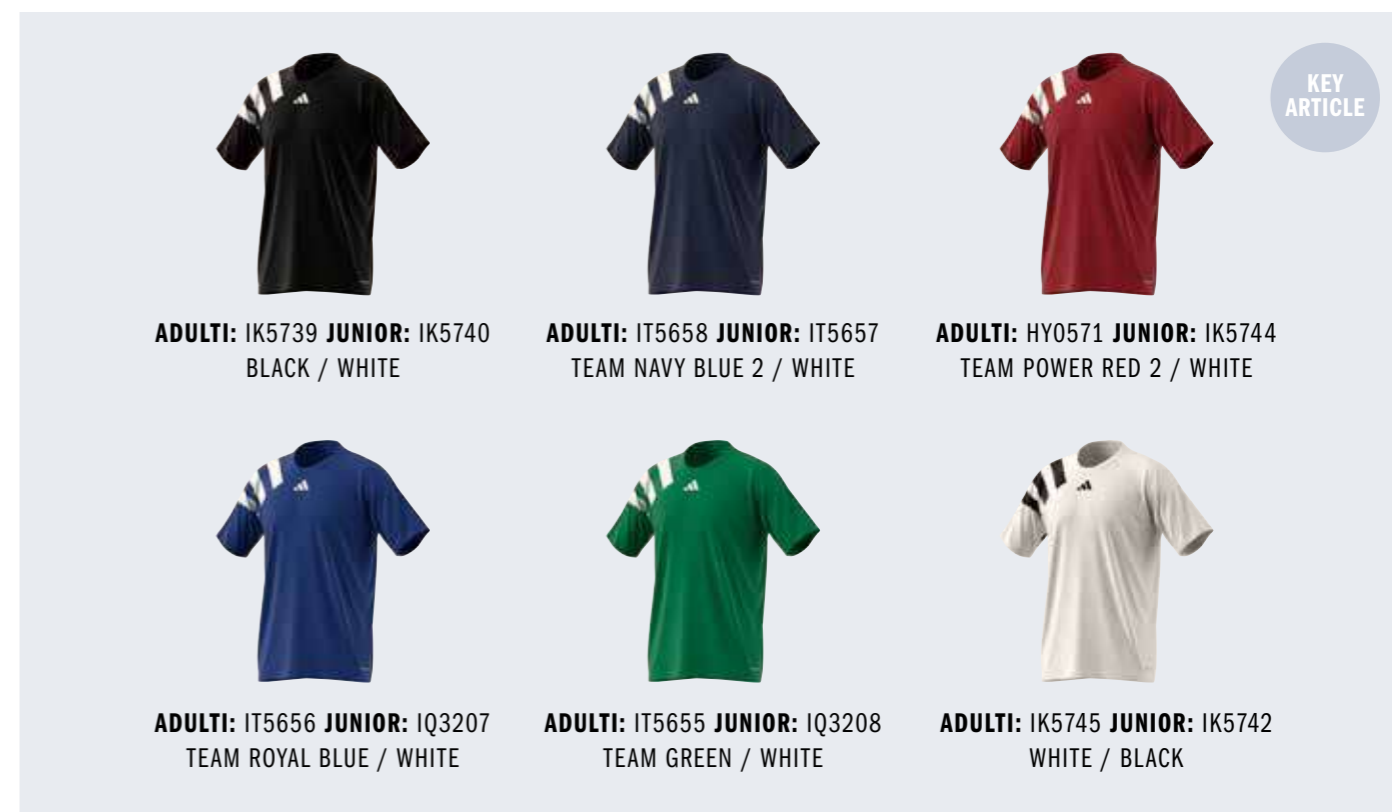 KEY
ARTICLE
ADULTI: IK5739 JUNIOR: IK5740
BLACK / WHITE
ADULTI: IT5658 JUNIOR: IT5657
TEAM NAVY BLUE 2 / WHITE
ADULTI: HY0571 JUNIOR: IK5744
TEAM POWER RED 2 / WHITE
ADULTI: IT5656 JUNIOR: IQ3207
TEAM ROYAL BLUE / WHITE
ADULTI: IT5655 JUNIOR: IQ3208
TEAM GREEN / WHITE
ADULTI: IK5745 JUNIOR: IK5742
WHITE / BLACK